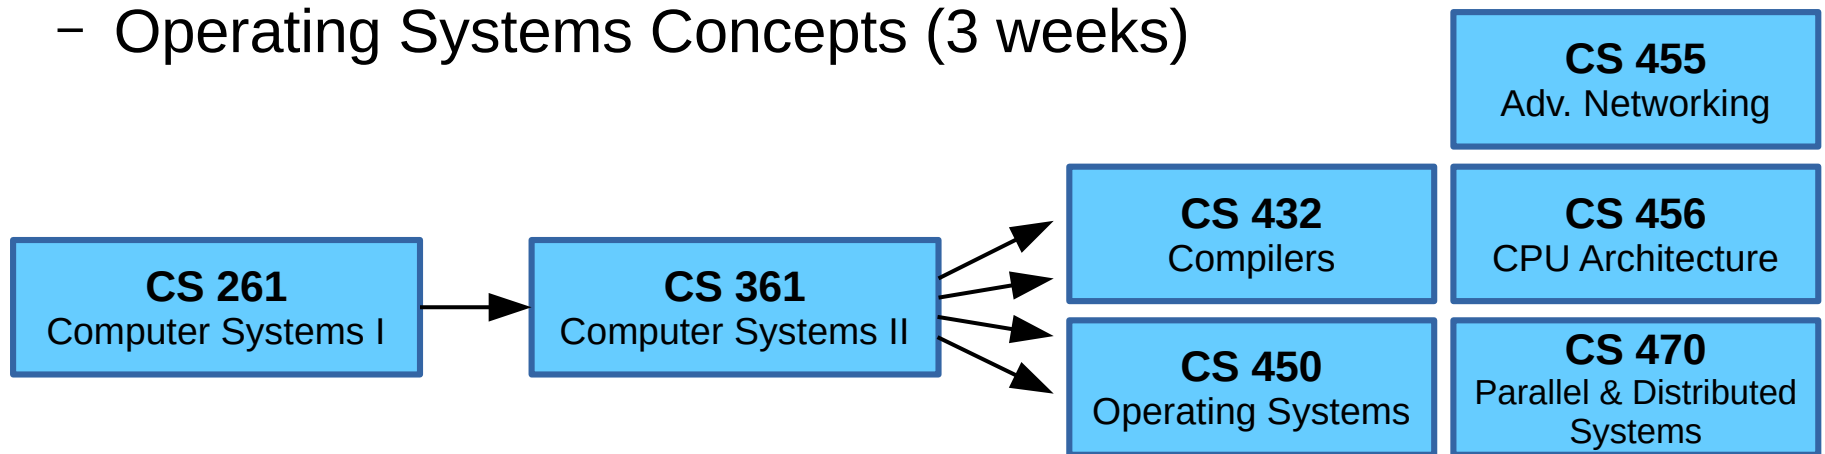 – Operating Systems Concepts (3 weeks)
CS 455
Adv. Networking
CS 432
Compilers
CS 456
CPU Architecture
CS 261
Computer Systems I
CS 361
Computer Systems II
CS 450
Operating Systems
CS 470
Parallel & Distributed
Systems